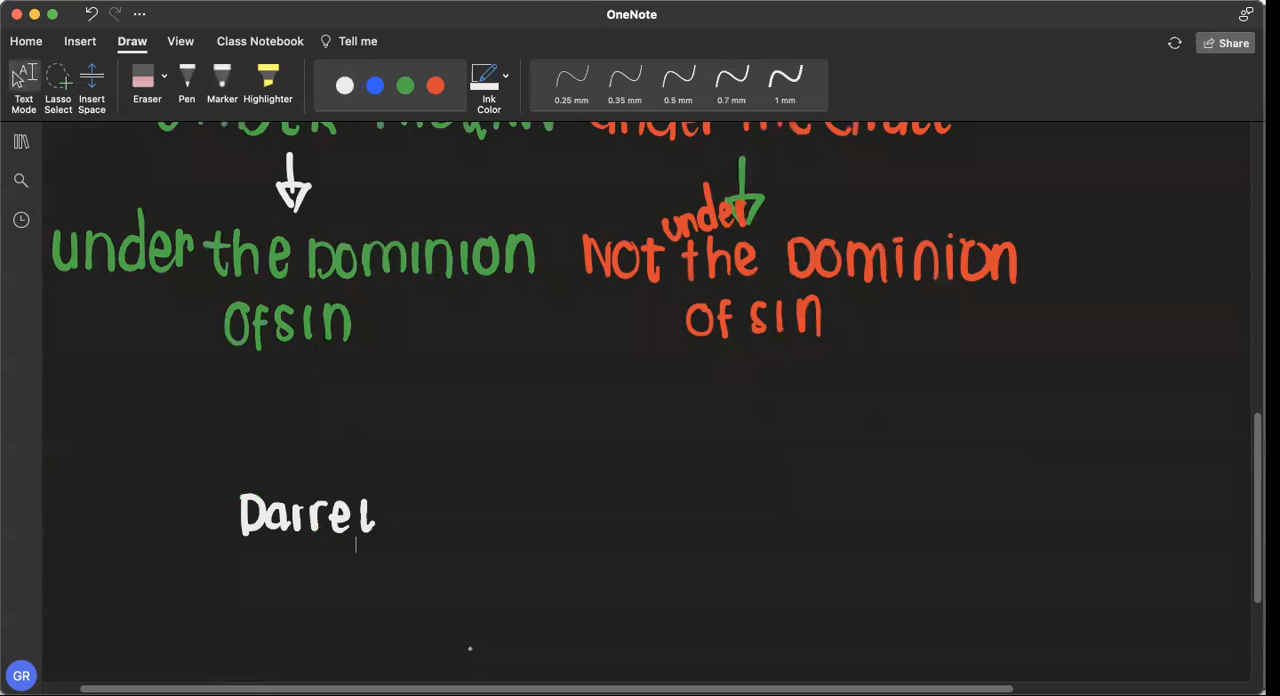 OneNote
Home Insert Draw View Class Notebook Tell me
Share
Text Mode
Lasso Select
Insert Space
Eraser
Pen
Marker
Highlighter
Ink Color
0.25 mm 0.35 mm 0.5 mm 0.7 mm 1 mm
under
under the Dominion
Of sin
Not under the Dominion
Of sin
Darrel
GR